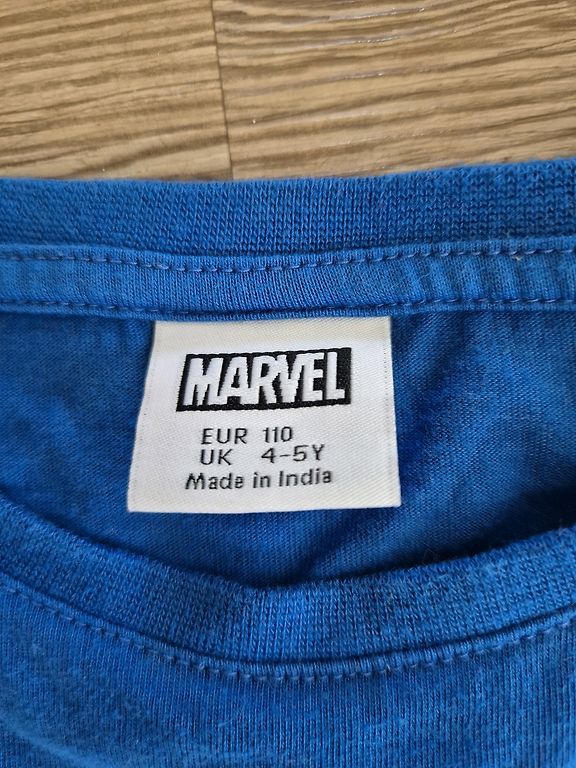 MARVEL
EUR 110
UK 4-5Y
Made in India